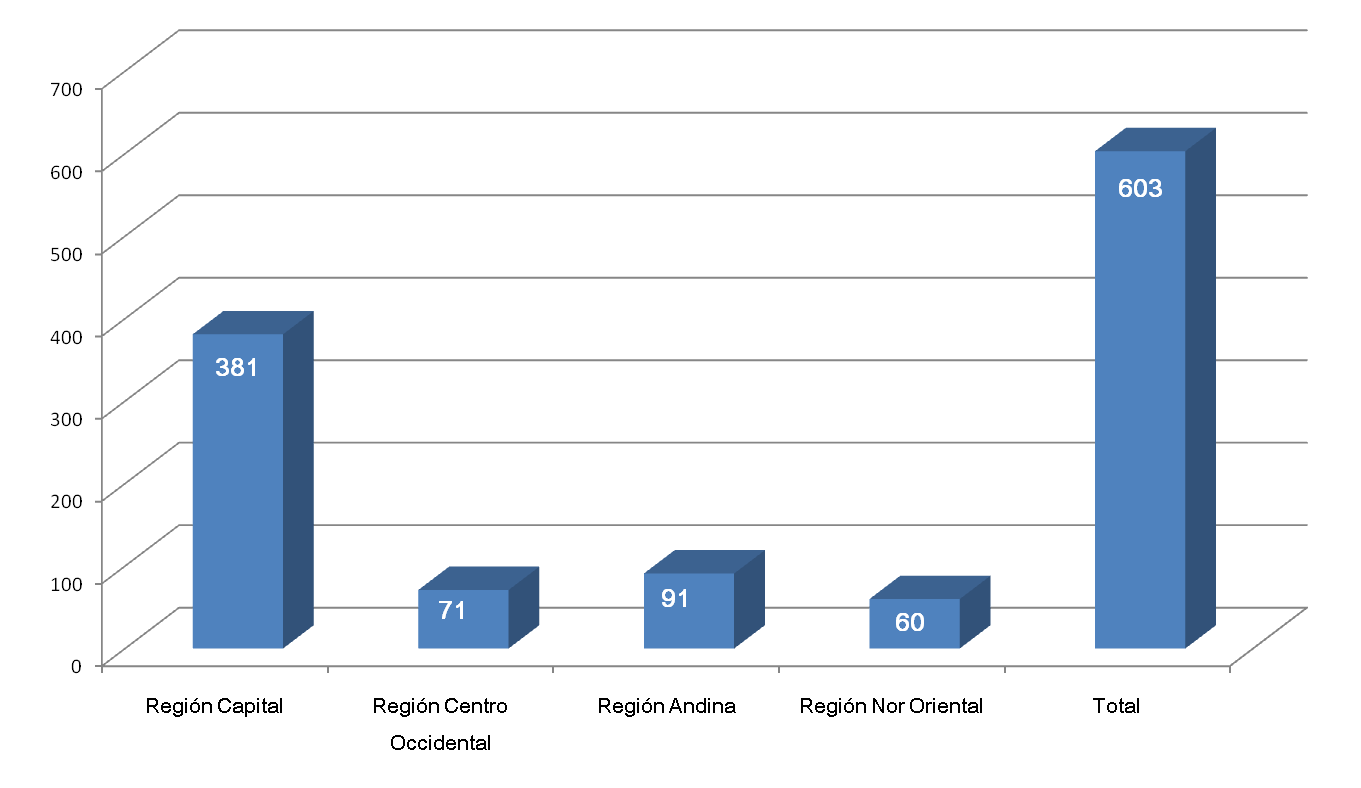 700
600
500
400
300
200
100
0
381
71
91
60
603
Región Capital
Región Centro
Occidental
Región Andina
Región Nor Oriental
Total